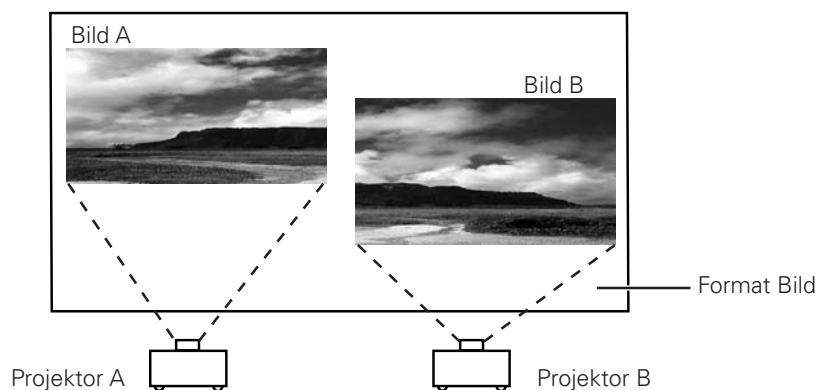 Bild A
Bild B
Format Bild
Projektor A
Projektor B